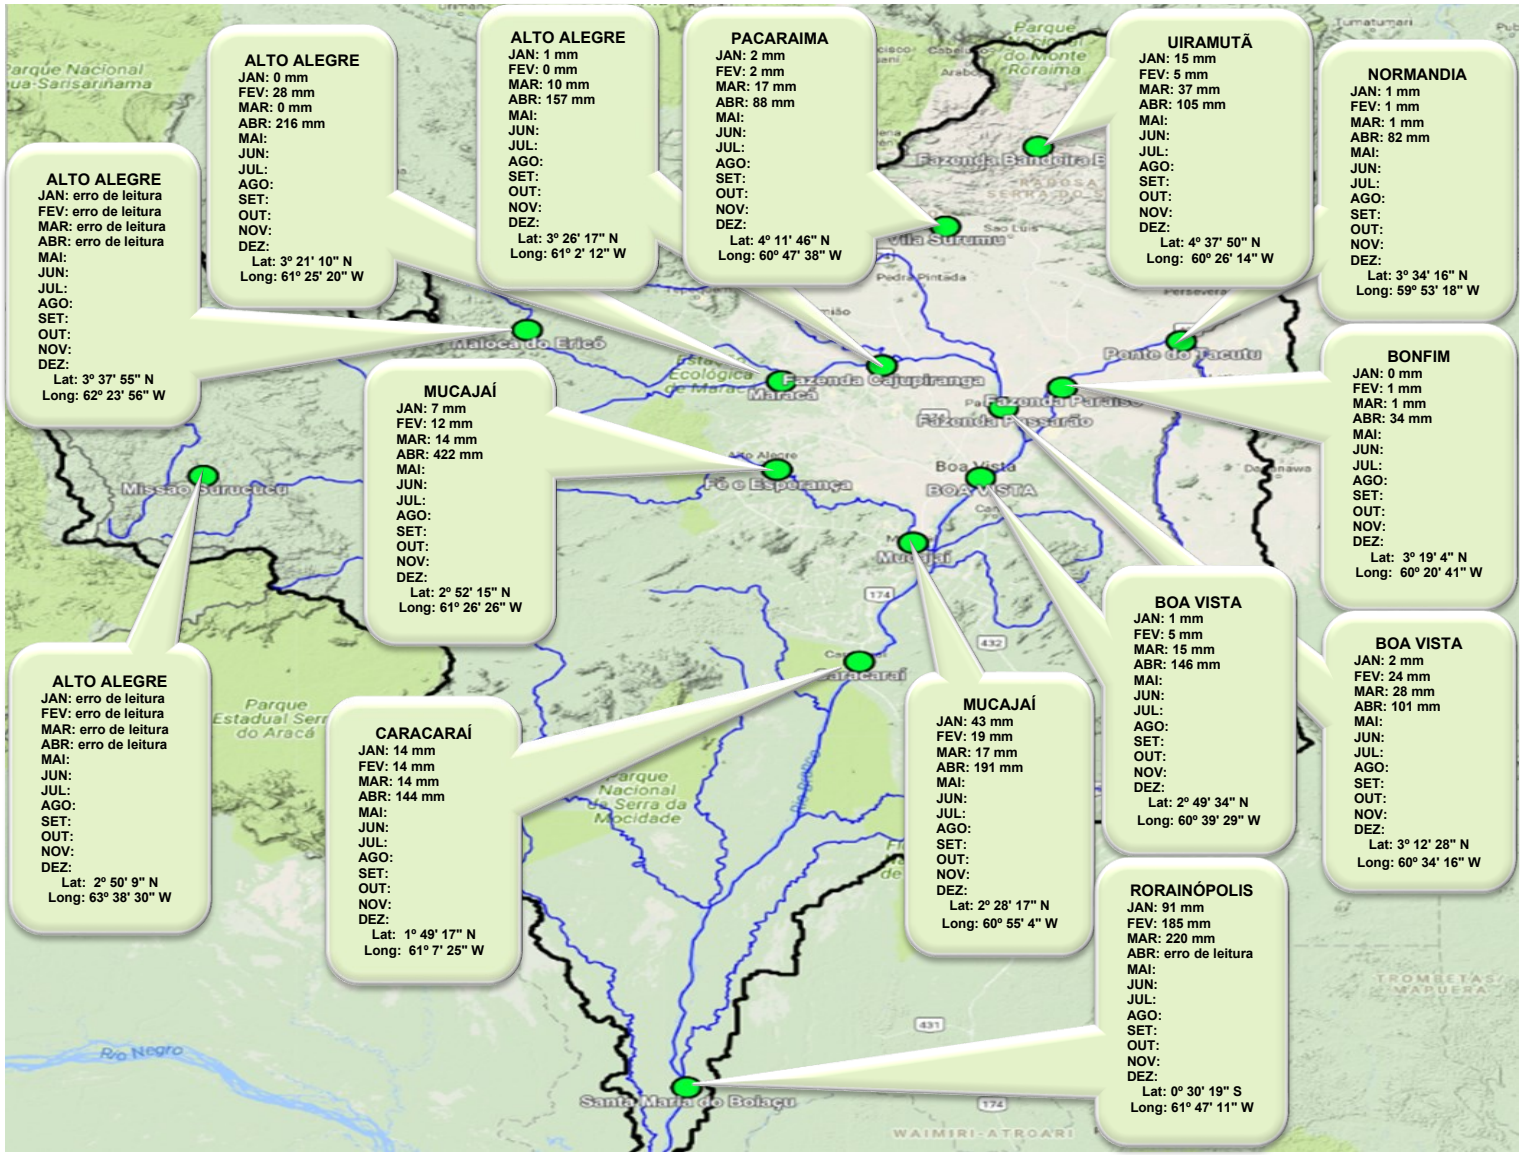 ALTO ALEGRE
JAN: 0 mm
FEV: 28 mm
MAR: 0 mm
ABR: 216 mm
MAI:
JUN:
JUL:
AGO:
SET:
OUT:
NOV:
DEZ:
Lat: 3º 21' 10" N
Long: 61º 25' 20" W
ALTO ALEGRE
JAN: 1 mm
FEV: 0 mm
MAR: 10 mm
ABR: 157 mm
MAI:
JUN:
JUL:
AGO:
SET:
OUT:
NOV:
DEZ:
Lat: 3º 26' 17" N
Long: 61º 2' 12" W
PACARAIMA
JAN: 2 mm
FEV: 2 mm
MAR: 17 mm
ABR: 88 mm
MAI:
JUN:
JUL:
AGO:
SET:
OUT:
NOV:
DEZ:
Lat: 4º 11' 46" N
Long: 60º 47' 38" W
UIRAMUTÃ
JAN: 15 mm
FEV: 5 mm
MAR: 37 mm
ABR: 105 mm
MAI:
JUN:
JUL:
AGO:
SET:
OUT:
NOV:
DEZ:
Lat: 4º 37' 50" N
Long: 60º 26' 14" W
NORMANDIA
JAN: 1 mm
FEV: 1 mm
MAR: 1 mm
ABR: 82 mm
MAI:
JUN:
JUL:
AGO:
SET:
OUT:
NOV:
DEZ:
Lat: 3º 34' 16" N
Long: 59º 53' 18" W
ALTO ALEGRE
JAN: erro de leitura
FEV: erro de leitura
MAR: erro de leitura
ABR: erro de leitura
MAI:
JUN:
JUL:
AGO:
SET:
OUT:
NOV:
DEZ:
Lat: 3º 37' 55" N
Long: 62º 23' 56" W
MUCAJAÍ
JAN: 7 mm
FEV: 12 mm
MAR: 14 mm
ABR: 422 mm
MAI:
JUN:
JUL:
AGO:
SET:
OUT:
NOV:
DEZ:
Lat: 2º 52' 15" N
Long: 61º 26' 26" W
BONFIM
JAN: 0 mm
FEV: 1 mm
MAR: 1 mm
ABR: 34 mm
MAI:
JUN:
JUL:
AGO:
SET:
OUT:
NOV:
DEZ:
Lat: 3º 19' 4" N
Long: 60º 20' 41" W
BOA VISTA
JAN: 1 mm
FEV: 5 mm
MAR: 15 mm
ABR: 146 mm
MAI:
JUN:
JUL:
AGO:
SET:
OUT:
NOV:
DEZ:
Lat: 2º 49' 34" N
Long: 60º 39' 29" W
BOA VISTA
JAN: 2 mm
FEV: 24 mm
MAR: 28 mm
ABR: 101 mm
MAI:
JUN:
JUL:
AGO:
SET:
OUT:
NOV:
DEZ:
Lat: 3º 12' 28" N
Long: 60º 34' 16" W
ALTO ALEGRE
JAN: erro de leitura
FEV: erro de leitura
MAR: erro de leitura
ABR: erro de leitura
MAI:
JUN:
JUL:
AGO:
SET:
OUT:
NOV:
DEZ:
Lat: 2º 50' 9" N
Long: 63º 38' 30" W
CARACARAÍ
JAN: 14 mm
FEV: 14 mm
MAR: 14 mm
ABR: 144 mm
MAI:
JUN:
JUL:
AGO:
SET:
OUT:
NOV:
DEZ:
Lat: 1º 49' 17" N
Long: 61º 7' 25" W
MUCAJAÍ
JAN: 43 mm
FEV: 19 mm
MAR: 17 mm
ABR: 191 mm
MAI:
JUN:
JUL:
AGO:
SET:
OUT:
NOV:
DEZ:
Lat: 2º 28' 17" N
Long: 60º 55' 4" W
RORAINÓPOLIS
JAN: 91 mm
FEV: 185 mm
MAR: 220 mm
ABR: erro de leitura
MAI:
JUN:
JUL:
AGO:
SET:
OUT:
NOV:
DEZ:
Lat: 0º 30' 19" S
Long: 61º 47' 11" W
Parque Nacional
Tumatumari
do Monte
Roraima
Fazenda Bandeira B
Vila Surumu
Sao Luis
Pedra Pintada
Maloca do Ericó
Ecológica
Maracá
Fazenda Cajupiranga
Ponte do Tacutu
Fazenda Paraíso
Fazenda Passarão
Alto Alegre
Fé e Esperança
Boa Vista
BOA VISTA
Missão Surucucu
Mucajaí
174
432
Caracaraí
Parque
Estadual Serra
do Aracá
Parque
Nacional
da Serra da
Mocidade
Rio Branco
Rio Negro
431
TROMBETAS/
MAPUERA
Santa Maria do Boiaçu
174
WAIMIRI-ATROARI